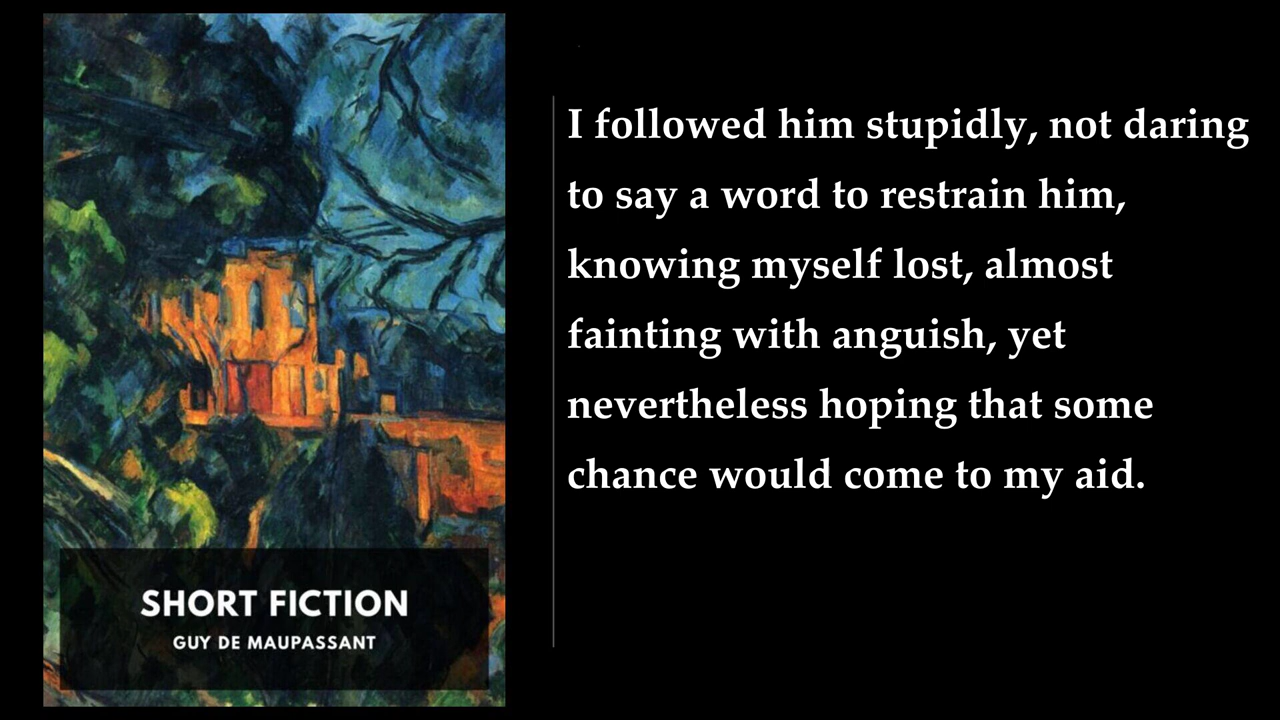 SHORT FICTION
GUY DE MAUPASSANT
I followed him stupidly, not daring
to say a word to restrain him,
knowing myself lost, almost
fainting with anguish, yet
nevertheless hoping that some
chance would come to my aid.